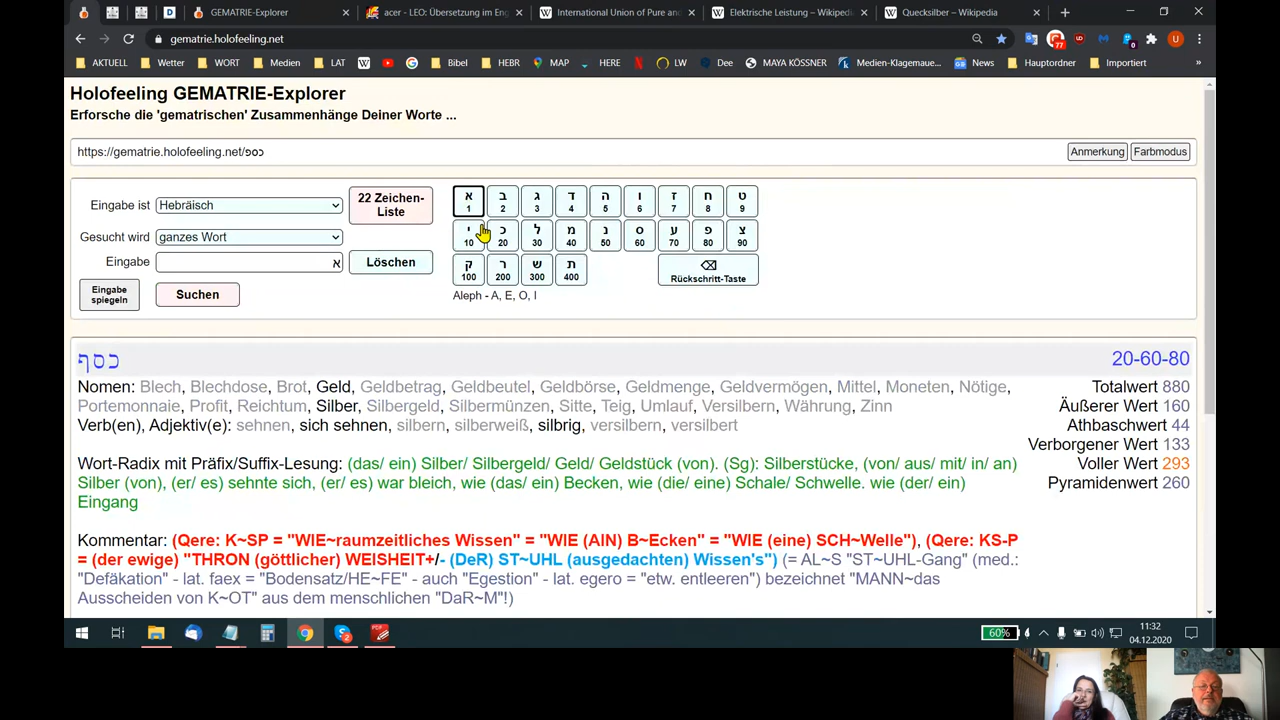 GEMATRIE-Explorer
acer - LEO: Übersetzung im Eng
International Union of Pure and
Elektrische Leistung – Wikipedia
Quecksilber – Wikipedia
gematrie.holofeeling.net
AKTUELL Wetter WORT Medien LAT Bibel HEBR MAP HERE LW Dee MAYA KÖSSNER Medien-Klagemaue... News Hauptordner Importiert »
Holofeeling GEMATRIE-Explorer
Erforsche die 'gematrischen' Zusammenhänge Deiner Worte ...
https://gematrie.holofeeling.net/כספ
Anmerkung Farbmodus
Eingabe ist Hebräisch
22 Zeichen-Liste
Gesucht wird ganzes Wort
Eingabe א
Löschen
Eingabe spiegeln
Suchen
א ב ג ד ה ו ז ח ט
1 2 3 4 5 6 7 8 9
י כ ל מ נ ס ע פ צ
10 20 30 40 50 60 70 80 90
ק ר ש ת
100 200 300 400 Rückschrift-Taste
Aleph - A, E, O, I
כסף 20-60-80
Nomen: Blech, Blechdose, Brot, Geld, Geldbetrag, Geldbeutel, Geldbörse, Geldmenge, Geldvermögen, Mittel, Moneten, Nötige,
Portemonnaie, Profit, Reichtum, Silber, Silbergeld, Silbermünzen, Sitte, Teig, Umlauf, Versilbern, Währung, Zinn
Verb(en), Adjektiv(e): sehnen, sich sehnen, silbern, silberweiß, silbrig, versilbern, versilbert
Totalwert 880
Äußerer Wert 160
Athbaschwert 44
Verborgener Wert 133
Voller Wert 293
Pyramidenwert 260
Wort-Radix mit Präfix/Suffix-Lesung: (das/ ein) Silber/ Silbergeld/ Geld/ Geldstück (von). (Sg): Silberstücke, (von/ aus/ mit/ in/ an)
Silber (von), (er/ es) sehnte sich, (er/ es) war bleich, wie (das/ ein) Becken, wie (die/ eine) Schale/ Schwelle. wie (der/ ein)
Eingang
Kommentar: (Qere: K~SP = "WIE~raumzeitliches Wissen" = "WIE (AIN) B~Ecken" = "WIE (eine) SCH~Welle"), (Qere: KS-P
= (der ewige) "THRON (göttlicher) WEISHEIT+/- (DeR) ST~UHL (ausgedachten) Wissen's") (= AL~S "ST~UHL-Gang" (med.:
"Defäkation" - lat. faex = "Bodensatz/HE~FE" - auch "Egestion" - lat. egero = "etw. entleeren") bezeichnet "MANN~das
Ausscheiden von K~OT" aus dem menschlichen "DaR~M"!)
60%
11:32
04.12.2020